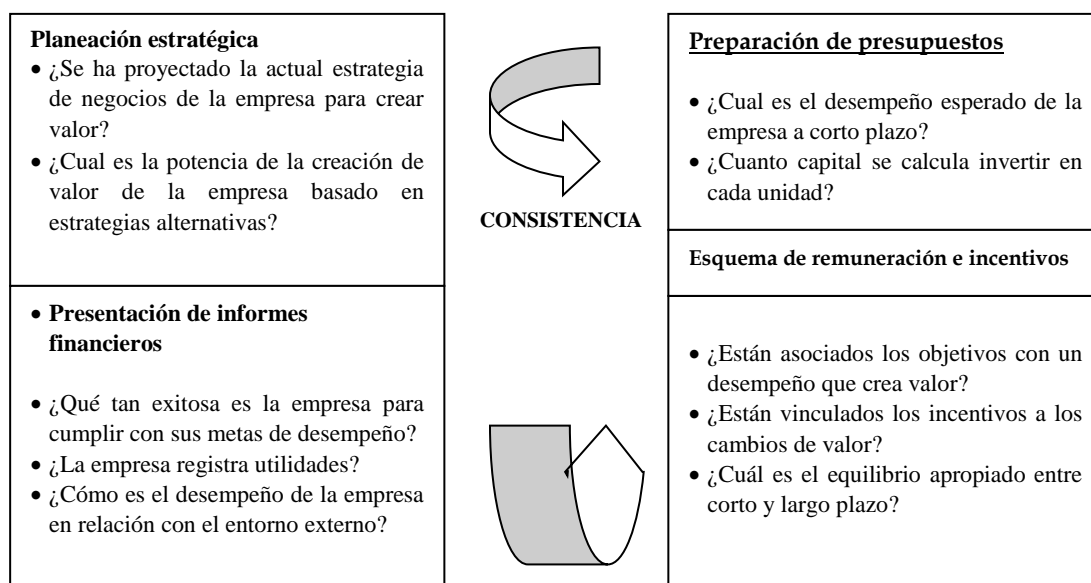 Planeación estratégica
• ¿Se ha proyectado la actual estrategia
de negocios de la empresa para crear
valor?
• ¿Cual es la potencia de la creación de
valor de la empresa basado en
estrategias alternativas?
• Presentación de informes
financieros
• ¿Qué tan exitosa es la empresa para
cumplir con sus metas de desempeño?
• ¿La empresa registra utilidades?
• ¿Cómo es el desempeño de la empresa
en relación con el entorno externo?
CONSISTENCIA
Preparación de presupuestos
• ¿Cual es el desempeño esperado de la
empresa a corto plazo?
• ¿Cuanto capital se calcula invertir en
cada unidad?
Esquema de remuneración e incentivos
• ¿Están asociados los objetivos con un
desempeño que crea valor?
• ¿Están vinculados los incentivos a los
cambios de valor?
• ¿Cuál es el equilibrio apropiado entre
corto y largo plazo?